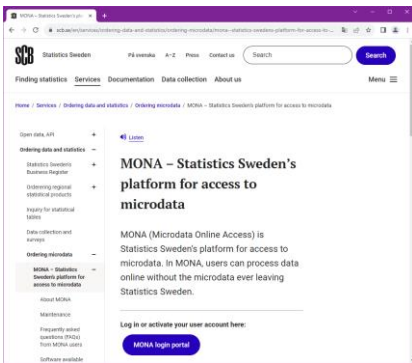 MONA – Statistics Sweden's pl
scb.se/en/services/ordering-data-and-statistics/ordering-microdata/mona--statistics-swedens-platform-for-access-to-...
SCB Statistics Sweden
På svenska A–Z Press Contact us Search Search
Finding statistics Services Documentation Data collection About us Menu
Home / Services / Ordering data and statistics / Ordering microdata / MONA – Statistics Sweden's platform for access to microdata
Open data, API +
Ordering data and statistics –
Statistics Sweden's
Business Register +
Ordering regional
statistical products +
Inquiry for statistical
tables
Data collection and
surveys
Ordering microdata –
MONA – Statistics
Sweden's platform for
access to microdata –
About MONA
Maintenance
Frequently asked
questions (FAQs)
from MONA users
Software available
Listen
MONA – Statistics Sweden's
platform for access to
microdata
MONA (Microdata Online Access) is
Statistics Sweden's platform for access to
microdata. In MONA, users can process data
online without the microdata ever leaving
Statistics Sweden.
Log in or activate your user account here:
MONA login portal